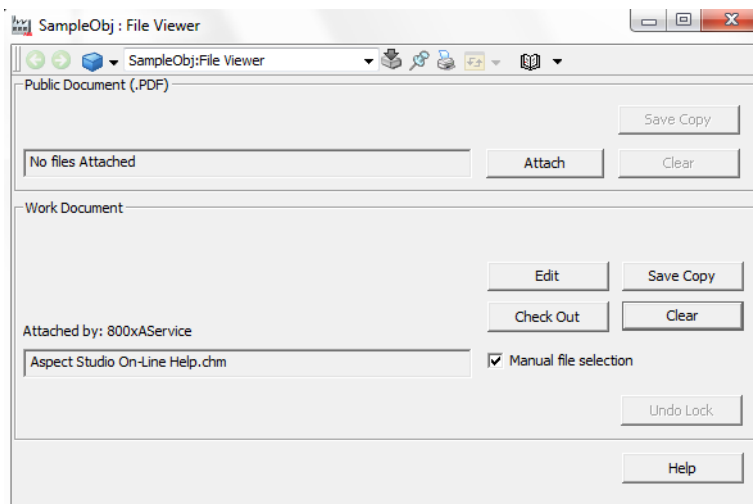 SampleObj : File Viewer
SampleObj:File Viewer
Public Document (.PDF)
Save Copy
No files Attached
Attach
Clear
Work Document
Edit
Save Copy
Check Out
Clear
Attached by: 800xAService
Aspect Studio On-Line Help.chm
Manual file selection
Undo Lock
Help